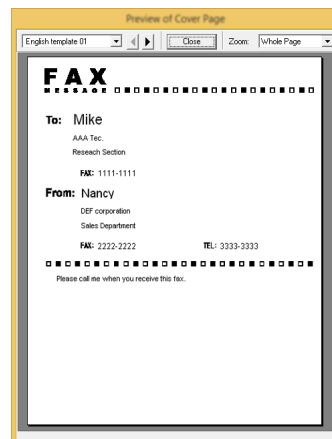 Preview of Cover Page
English template 01 Close Zoom: Whole Page
FAX
MESSAGE
To: Mike
AAA Tec.
Reseach Section
FAX: 1111-1111
From: Nancy
DEF corporation
Sales Department
FAX: 2222-2222 TEL: 3333-3333
Please call me when you receive this fax.